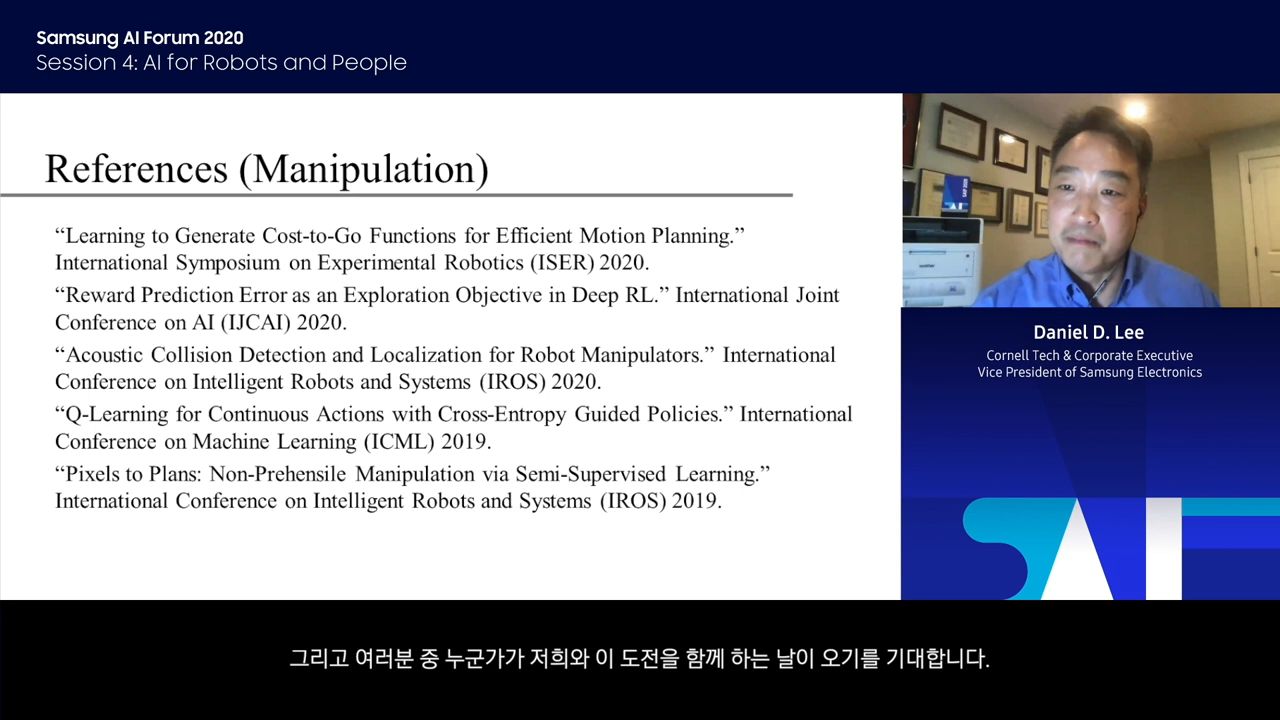 Samsung AI Forum 2020
Session 4: AI for Robots and People
References (Manipulation)
“Learning to Generate Cost-to-Go Functions for Efficient Motion Planning.”
International Symposium on Experimental Robotics (ISER) 2020.
“Reward Prediction Error as an Exploration Objective in Deep RL.” International Joint
Conference on AI (IJCAI) 2020.
“Acoustic Collision Detection and Localization for Robot Manipulators.” International
Conference on Intelligent Robots and Systems (IROS) 2020.
“Q-Learning for Continuous Actions with Cross-Entropy Guided Policies.” International
Conference on Machine Learning (ICML) 2019.
“Pixels to Plans: Non-Prehensile Manipulation via Semi-Supervised Learning.”
International Conference on Intelligent Robots and Systems (IROS) 2019.
brother
Daniel D. Lee
Cornell Tech & Corporate Executive
Vice President of Samsung Electronics
SAIF
그리고 여러분 중 누군가가 저희와 이 도전을 함께 하는 날이 오기를 기대합니다.